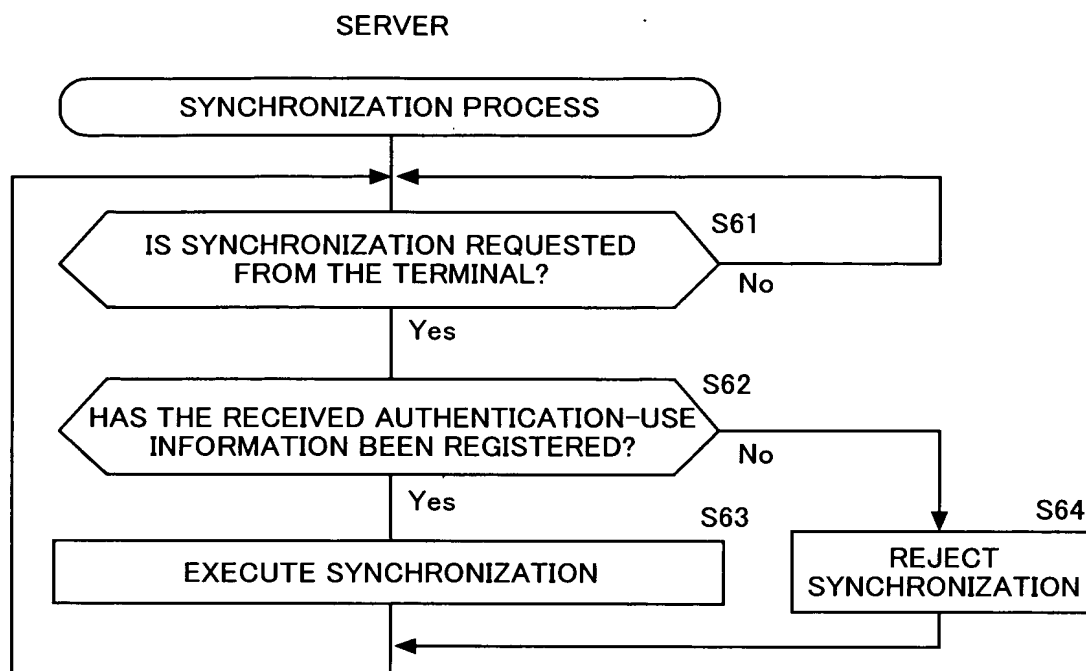 SERVER
SYNCHRONIZATION PROCESS
S61
IS SYNCHRONIZATION REQUESTED
FROM THE TERMINAL?
No
Yes
S62
HAS THE RECEIVED AUTHENTICATION-USE
INFORMATION BEEN REGISTERED?
No
Yes
S63
S64
EXECUTE SYNCHRONIZATION
REJECT
SYNCHRONIZATION